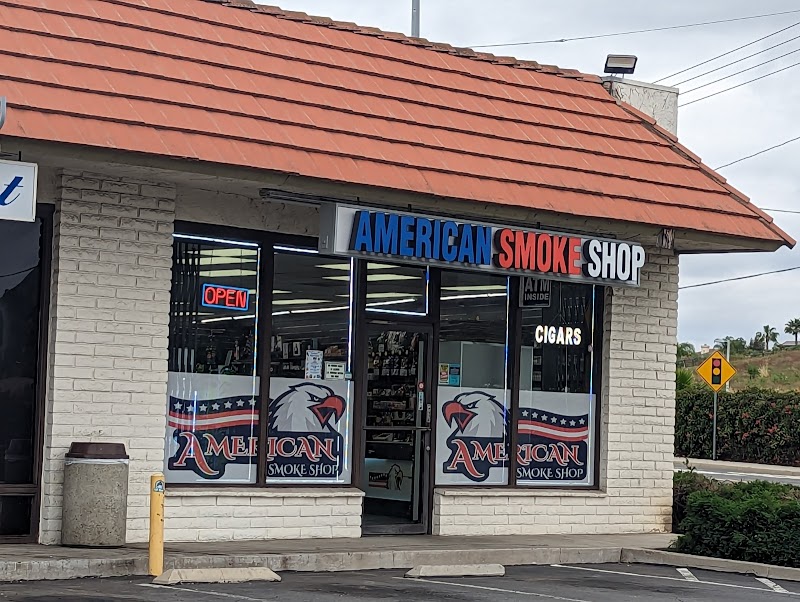 AMERICAN SMOKE SHOP
t
OPEN
ATM
INSIDE
CIGARS
AMERICAN
SMOKE SHOP
AMERICAN
SMOKE SHOP